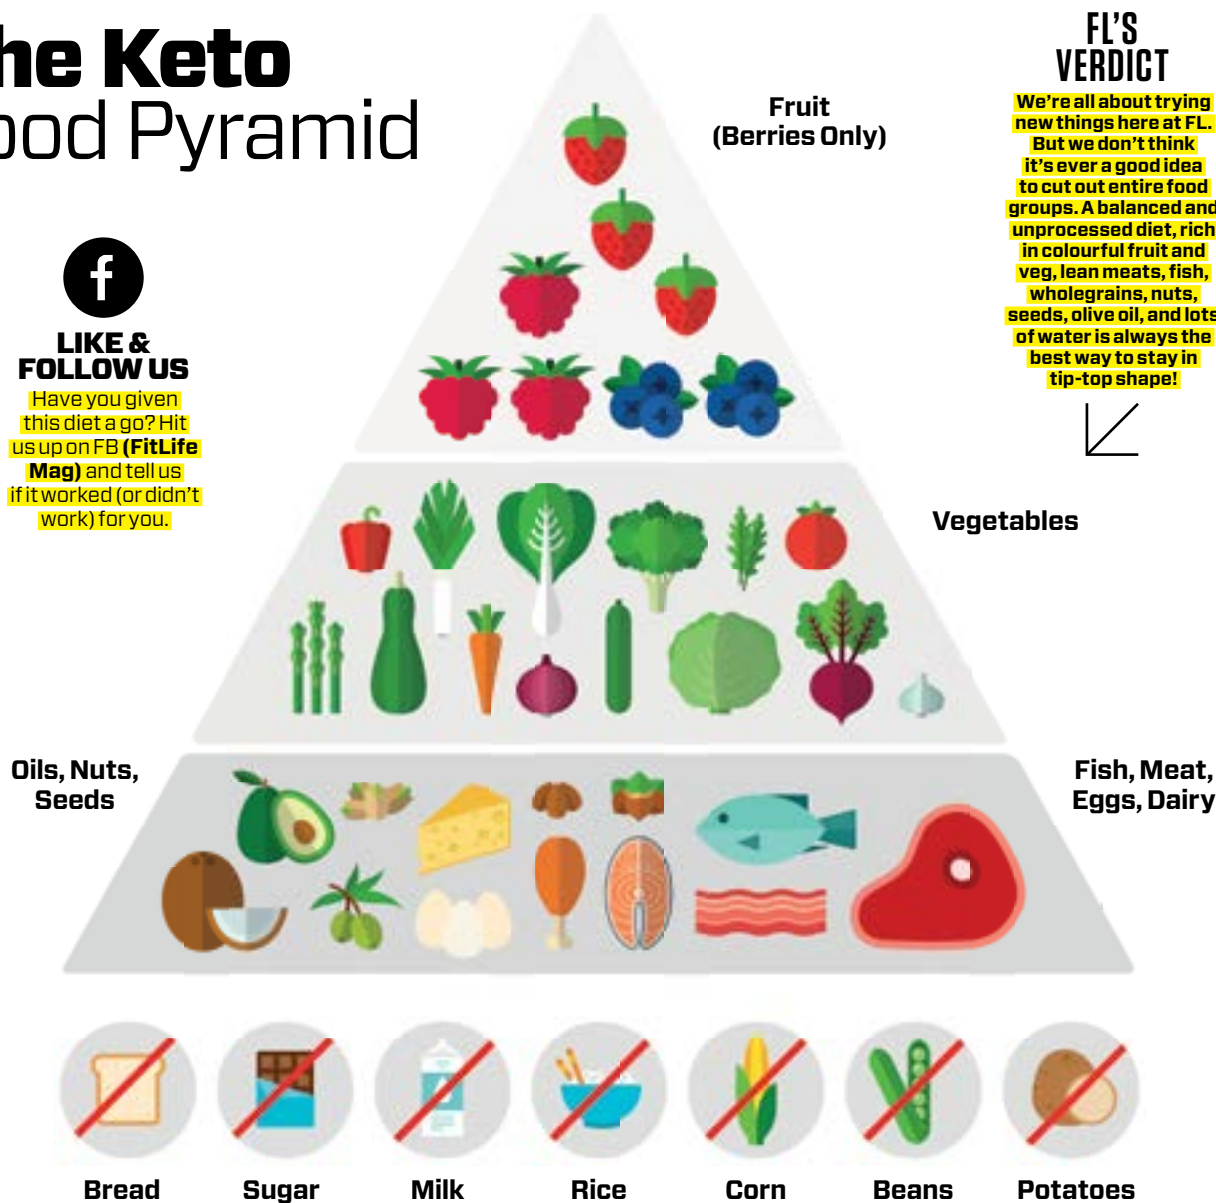 he Keto
ood Pyramid
LIKE &
FOLLOW US
Have you given
this diet a go? Hit
us up on FB (FitLife
Mag) and tell us
if it worked (or didn't
work) for you.
Fruit
(Berries Only)
FL'S
VERDICT
We're all about trying
new things here at FL.
But we don't think
it's ever a good idea
to cut out entire food
groups. A balanced and
unprocessed diet, rich
in colourful fruit and
veg, lean meats, fish,
wholegrains, nuts,
seeds, olive oil, and lots
of water is always the
best way to stay in
tip-top shape!
Vegetables
Oils, Nuts,
Seeds
Fish, Meat,
Eggs, Dairy
Bread
Sugar
Milk
Rice
Corn
Beans
Potatoes